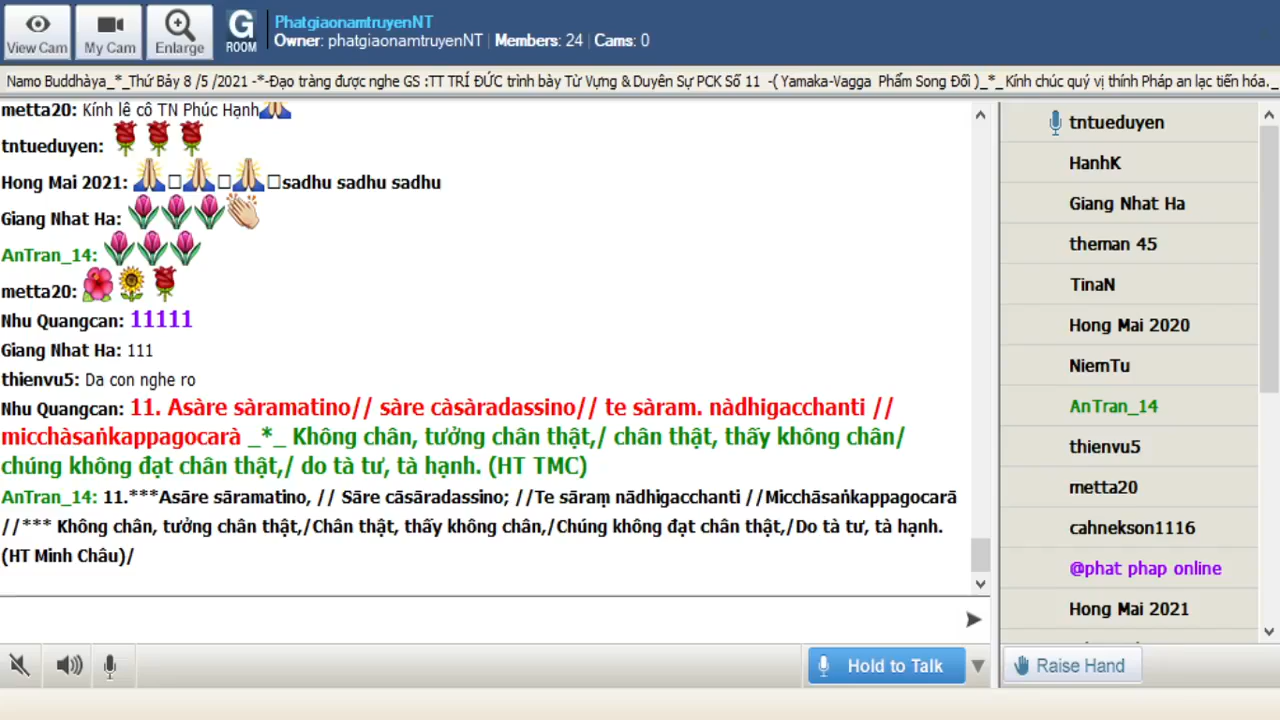 View Cam
My Cam
Enlarge
G
ROOM
PhatgiaonamtruyenNT
Owner: phatgiaonamtruyenNT | Members: 24 | Cams: 0
Namo Buddhàya_*_Thứ Bảy 8 /5 /2021 -*-Đạo tràng được nghe GS :TT TRÍ ĐỨC trình bày Từ Vựng & Duyên Sự PCK Số 11 -( Yamaka-Vagga Phẩm Song Đối )_*_Kính chúc quý vị thính Pháp an lạc tiến hóa._
metta20: Kính lễ cô TN Phúc Hạnh
tntueduyen:
Hong Mai 2021: sadhu sadhu sadhu
Giang Nhat Ha:
AnTran_14:
metta20:
Nhu Quangcan: 11111
Giang Nhat Ha: 111
thienvu5: Da con nghe ro
Nhu Quangcan: 11. Asàre sàramatino// sàre càsàradassino// te sàram. nàdhigacchanti //
micchàsaṅkappagocarà _*_ Không chân, tưởng chân thật,/ chân thật, thấy không chân/
chúng không đạt chân thật,/ do tà tư, tà hạnh. (HT TMC)
AnTran_14: 11.***Asāre sāramatino, // Sāre cāsāradassino; //Te sāraṃ nādhigacchanti //Micchāsaṅkappagocarā
//*** Không chân, tưởng chân thật,/Chân thật, thấy không chân,/Chúng không đạt chân thật,/Do tà tư, tà hạnh.
(HT Minh Châu)/
Hold to Talk
tntueduyen
HanhK
Giang Nhat Ha
theman 45
TinaN
Hong Mai 2020
NiemTu
AnTran_14
thienvu5
metta20
cahnekson1116
@phat phap online
Hong Mai 2021
Raise Hand